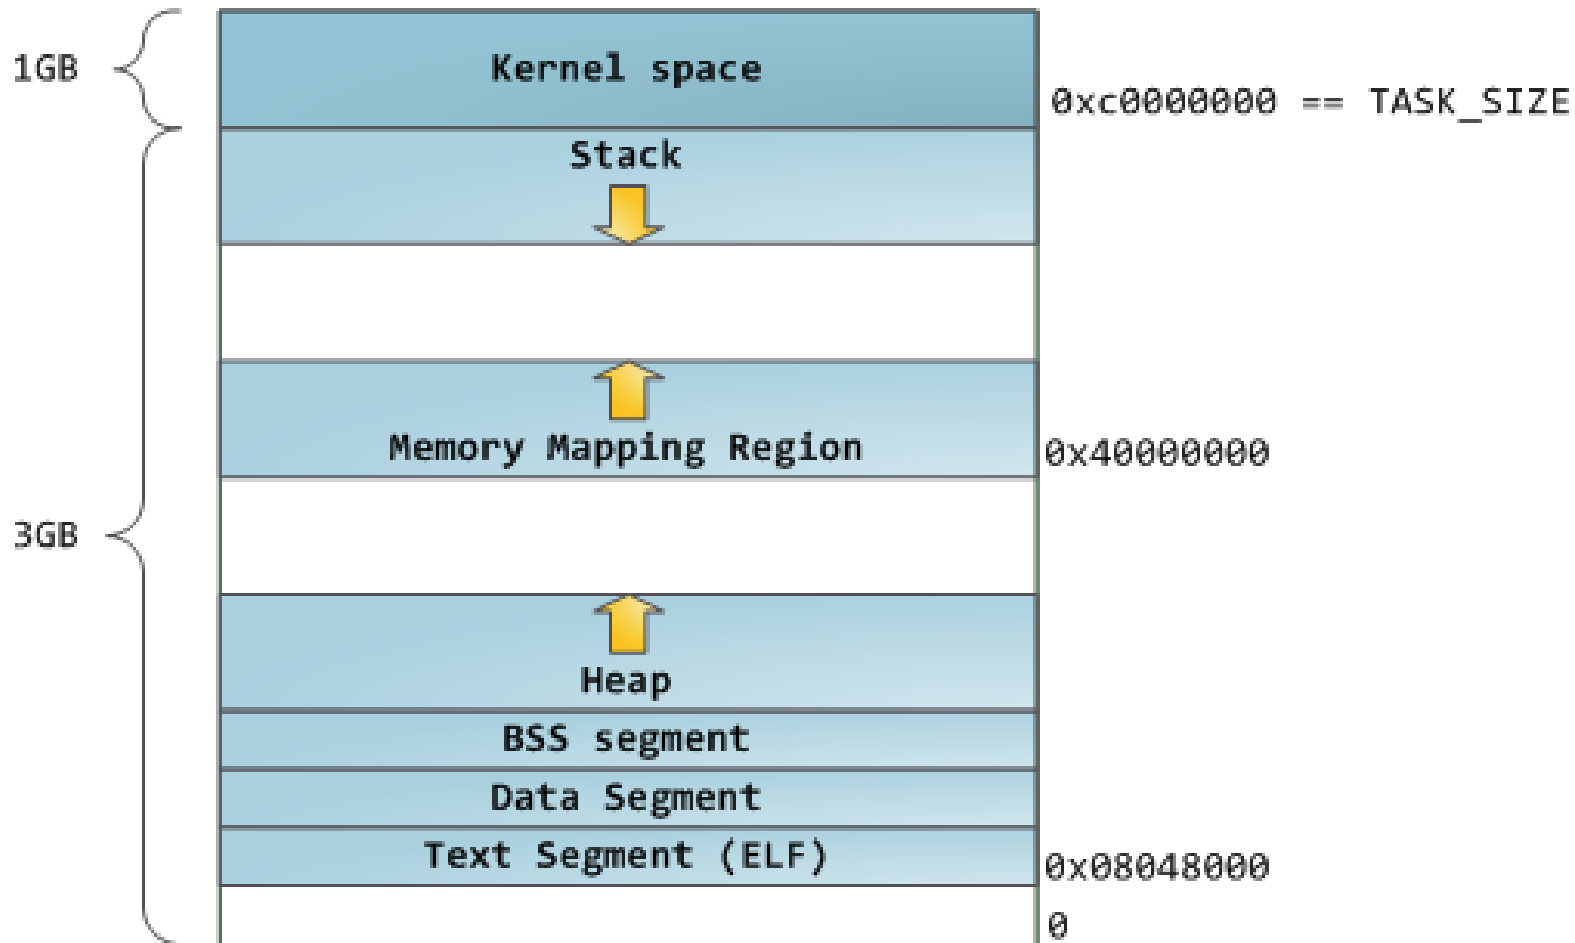 1GB
Kernel space
0xc0000000 == TASK_SIZE
Stack
Memory Mapping Region
0x40000000
3GB
Heap
BSS segment
Data Segment
Text Segment (ELF)
0x08048000
0